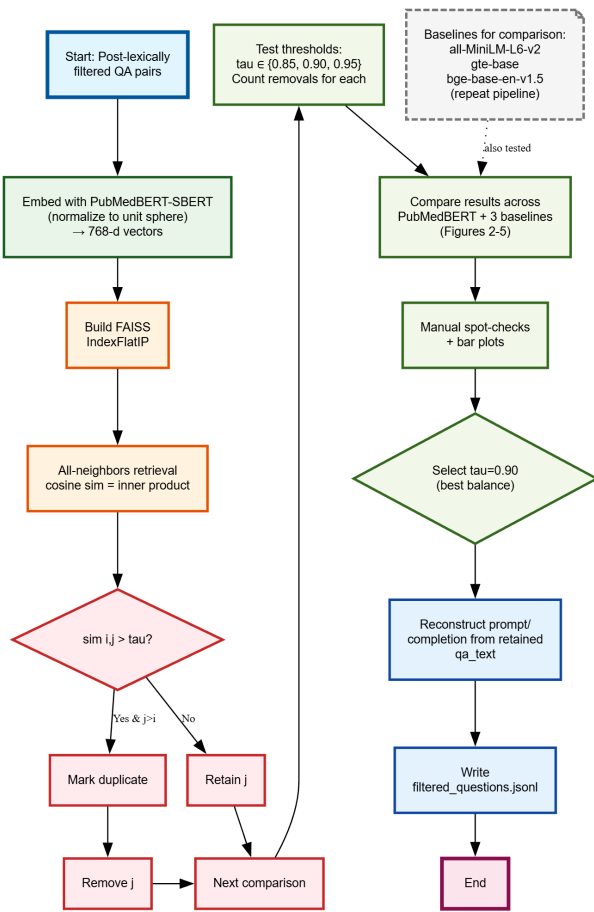 Start: Post-lexically
filtered QA pairs
Embed with PubMedBERT-SBERT
(normalize to unit sphere)
→ 768-d vectors
Build FAISS
IndexFlatIP
All-neighbors retrieval
cosine sim = inner product
sim i,j > tau?
Yes & j>i
No
Mark duplicate
Retain j
Remove j
Next comparison
Test thresholds:
tau ∈ {0.85, 0.90, 0.95}
Count removals for each
Baselines for comparison:
all-MiniLM-L6-v2
gte-base
bge-base-en-v1.5
(repeat pipeline)
also tested
Compare results across
PubMedBERT + 3 baselines
(Figures 2-5)
Manual spot-checks
+ bar plots
Select tau=0.90
(best balance)
Reconstruct prompt/
completion from retained
qa_text
Write
filtered_questions.jsonl
End